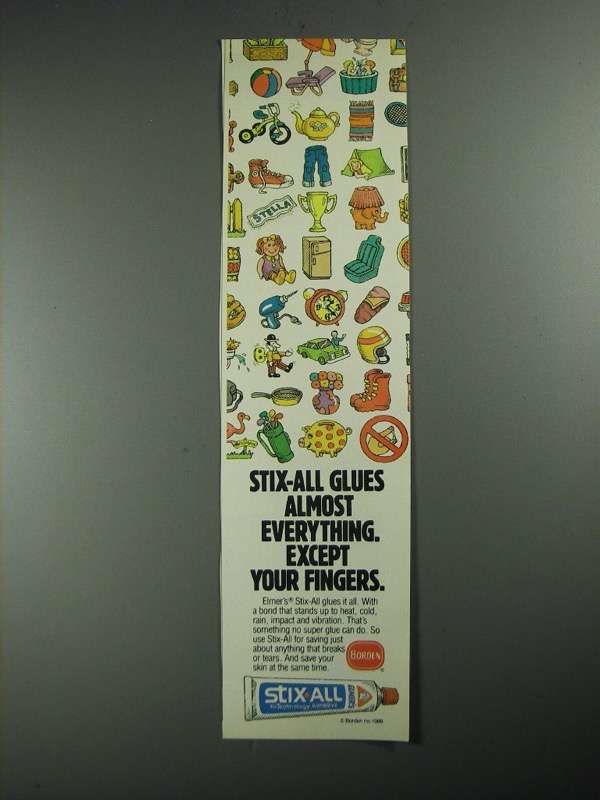 STELLA
STIX-ALL GLUES
ALMOST
EVERYTHING.
EXCEPT
YOUR FINGERS.
Elmer's® Stix-All glues it all. With
a bond that stands up to heat, cold,
rain, impact and vibration. That's
something no super glue can do. So
use Stix-All for saving just
about anything that breaks
or tears. And save your
skin at the same time.
BORDEN
®
STIX-ALL
ELMER'S
© Borden Inc 1989